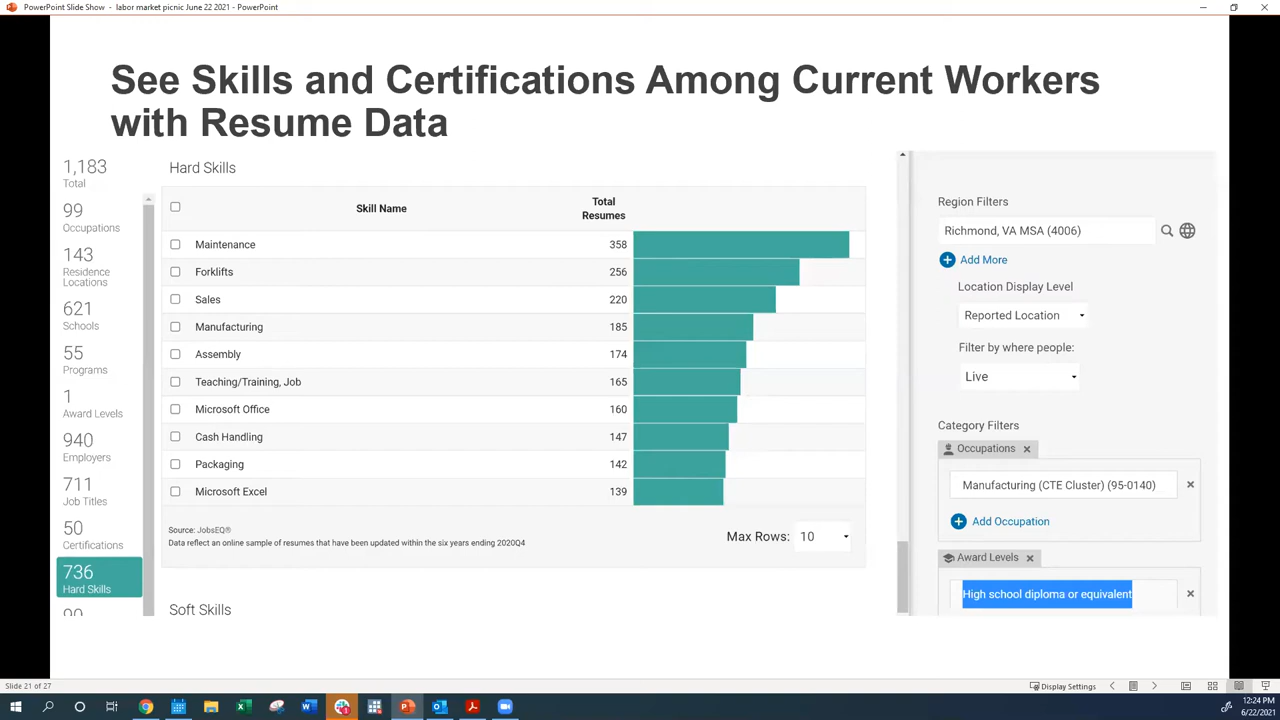 PowerPoint Slide Show - labor market picnic June 22 2021 - PowerPoint
See Skills and Certifications Among Current Workers
with Resume Data
1,183
Total
99
Occupations
143
Residence
Locations
621
Schools
55
Programs
1
Award Levels
940
Employers
711
Job Titles
50
Certifications
736
Hard Skills
90
Hard Skills
Skill Name
Total
Resumes
Maintenance 358
Forklifts 256
Sales 220
Manufacturing 185
Assembly 174
Teaching/Training, Job 165
Microsoft Office 160
Cash Handling 147
Packaging 142
Microsoft Excel 139
Source: JobsEQ®
Data reflect an online sample of resumes that have been updated within the six years ending 2020Q4
Max Rows: 10
Soft Skills
Region Filters
Richmond, VA MSA (4006)
Add More
Location Display Level
Reported Location
Filter by where people:
Live
Category Filters
Occupations
Manufacturing (CTE Cluster) (95-0140)
Add Occupation
Award Levels
High school diploma or equivalent
Slide 21 of 27
Display Settings
12:24 PM
6/22/2021